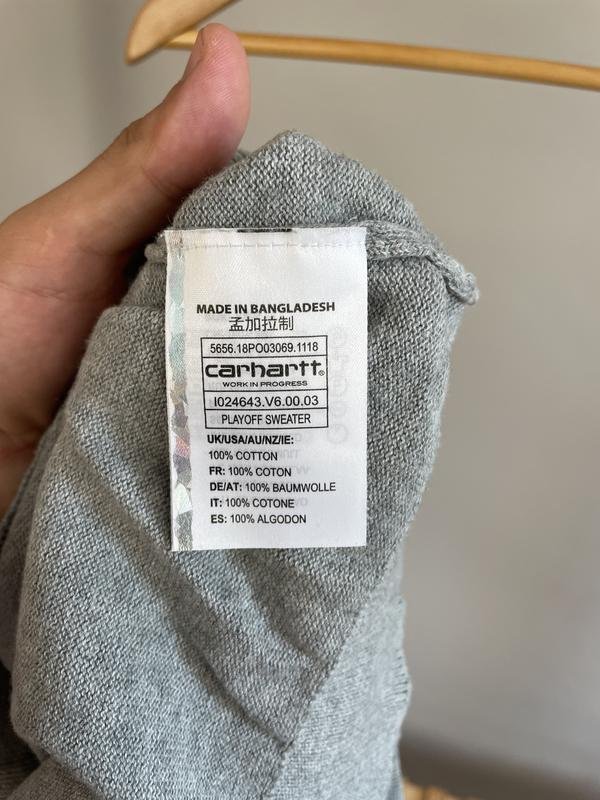 MADE IN BANGLADESH
孟加拉制
5656.18PO03069.1118
carhartt®
WORK IN PROGRESS
I024643.V6.00.03
PLAYOFF SWEATER
UK/USA/AU/NZ/IE:
100% COTTON
FR: 100% COTON
DE/AT: 100% BAUMWOLLE
IT: 100% COTONE
ES: 100% ALGODON